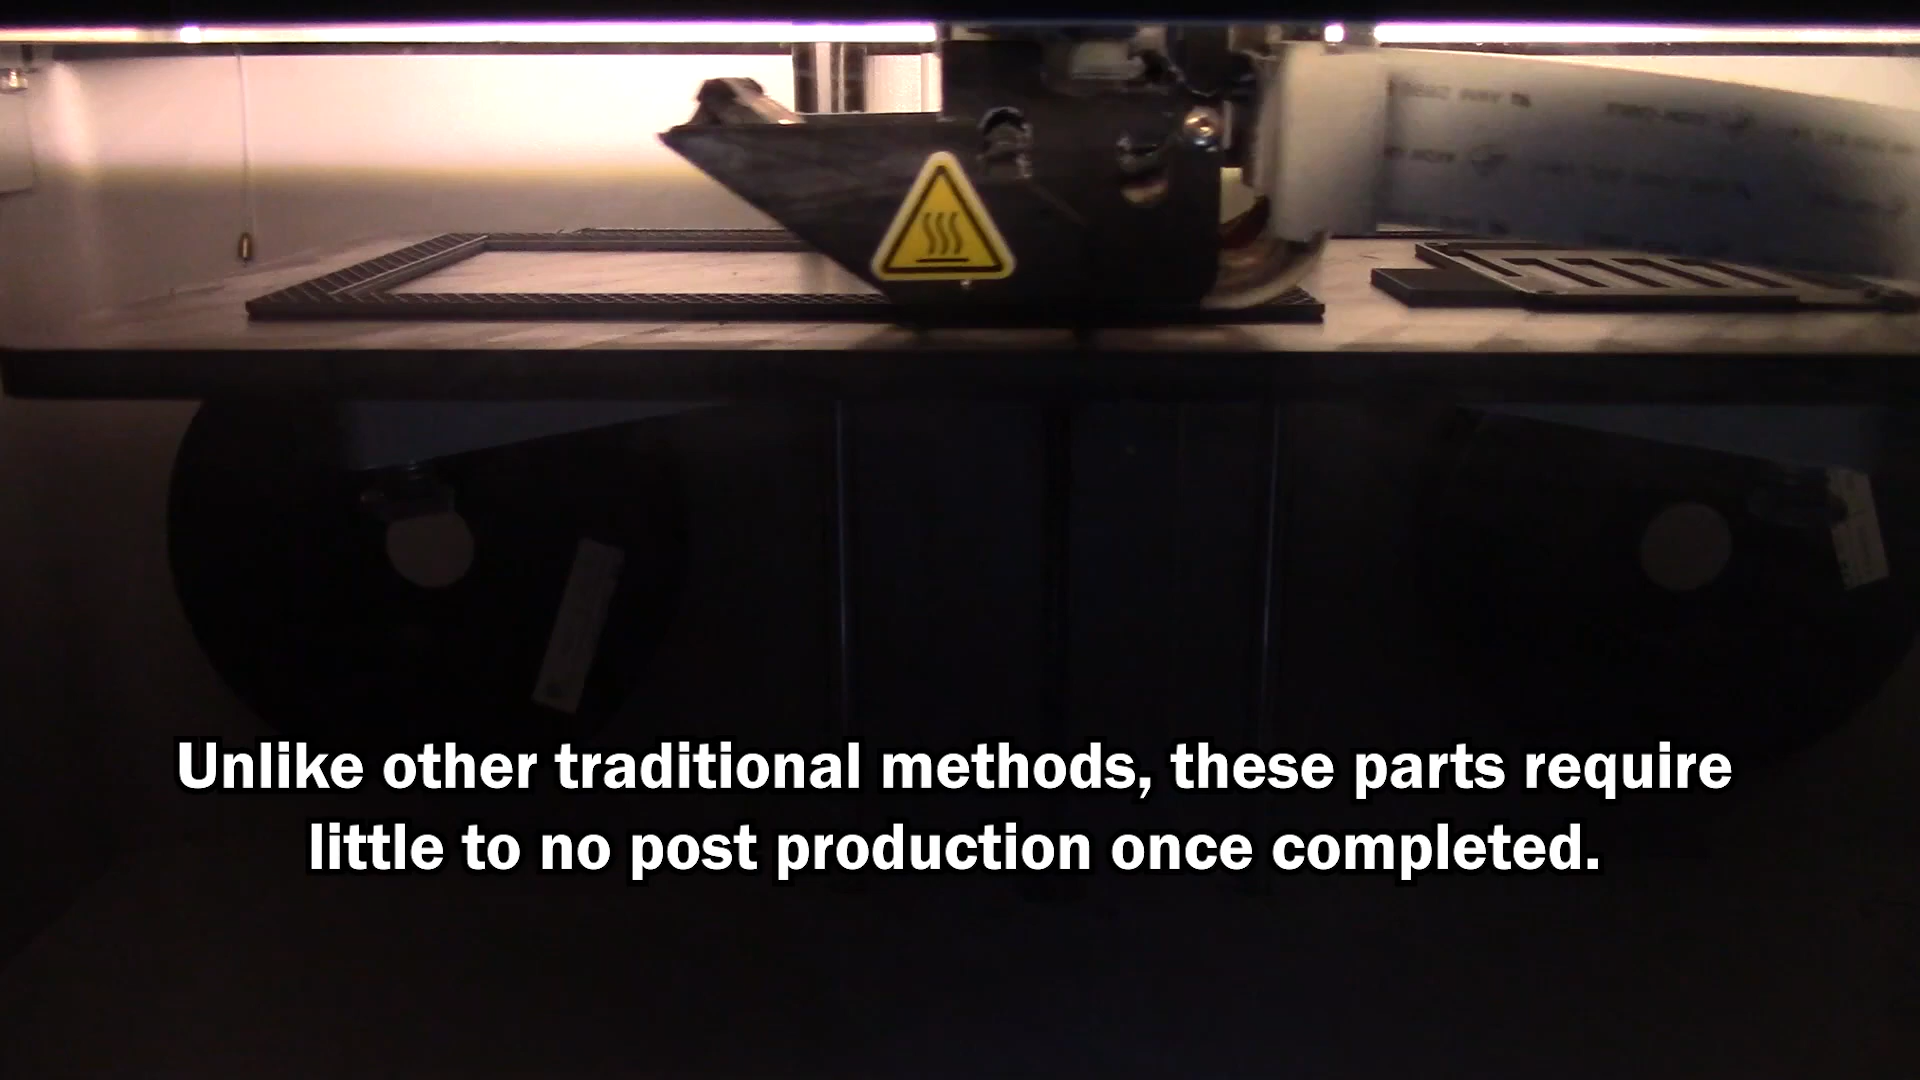 Unlike other traditional methods, these parts require
little to no post production once completed.